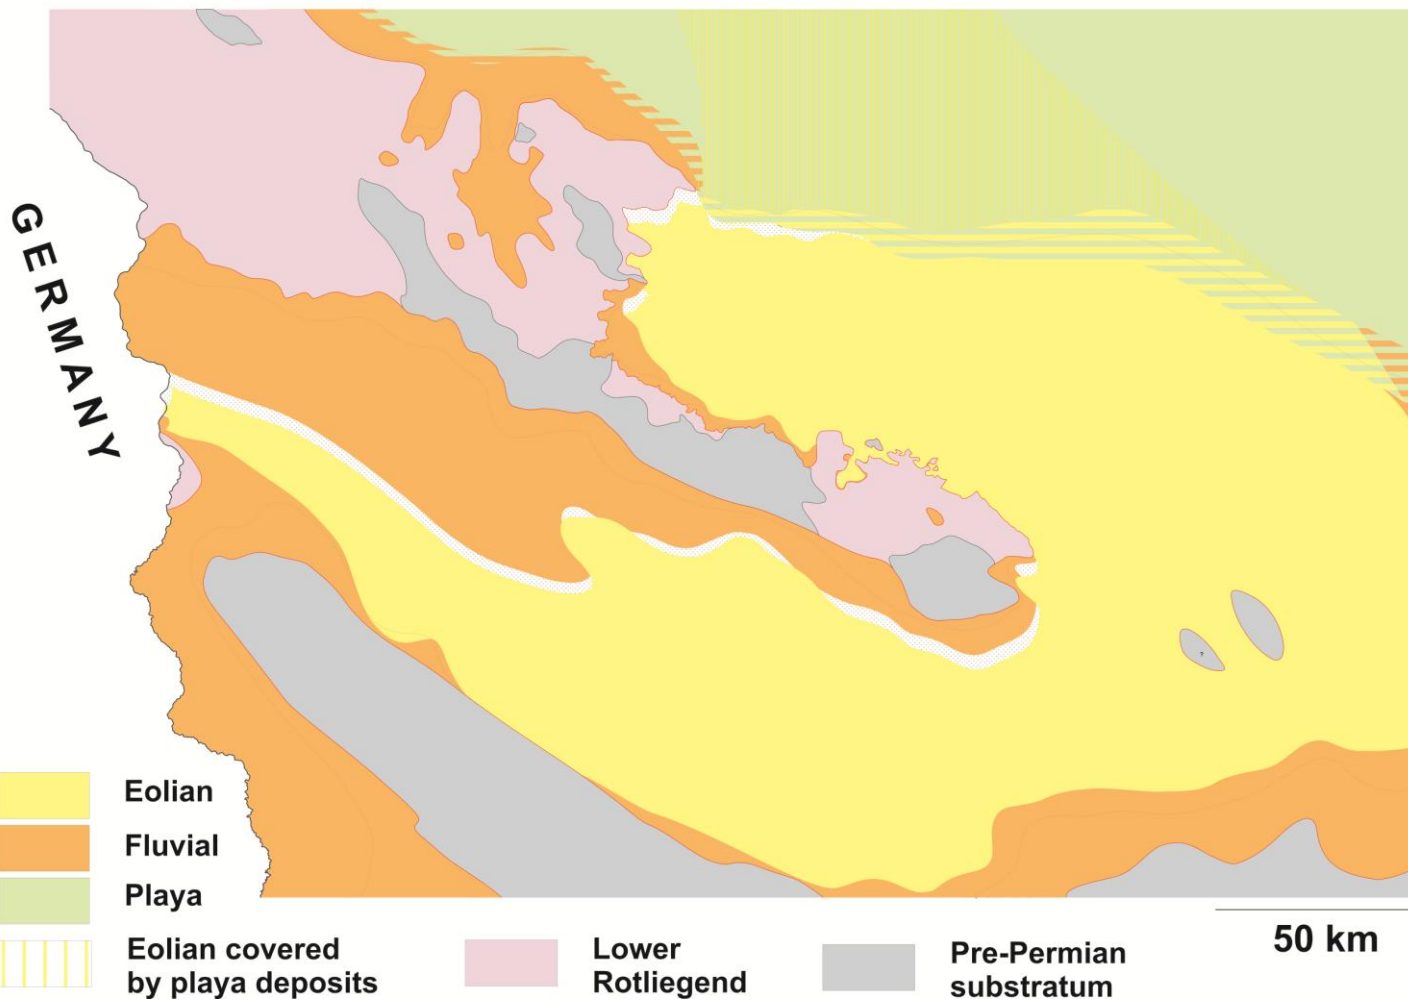 GERMANY
?
Eolian
Fluvial
Playa
Eolian covered
by playa deposits
Lower
Rotliegend
Pre-Permian
substratum
50 km